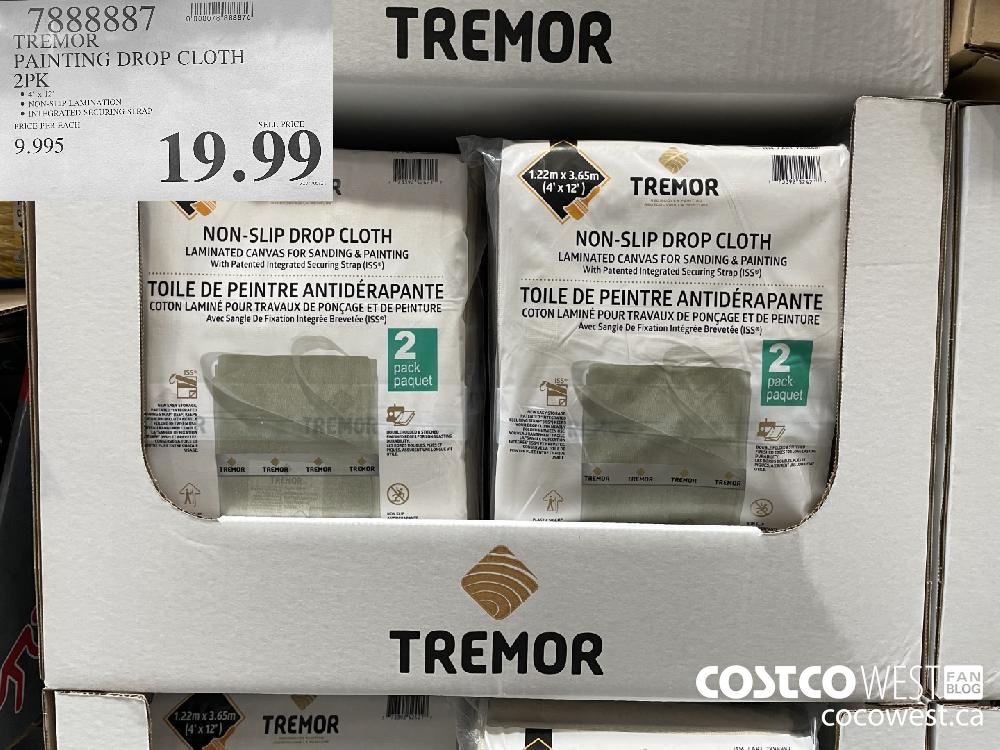 7888887
TREMOR
PAINTING DROP CLOTH
2PK
• 4' x 12'
• NON-SLIP LAMINATION
• INTEGRATED SECURING STRAP
PRICE PER EACH
9.995
SELL PRICE
19.99
TREMOR
NON-SLIP DROP CLOTH
LAMINATED CANVAS FOR SANDING & PAINTING
With Patented Integrated Securing Strap (ISS®)
TOILE DE PEINTRE ANTIDÉRAPANTE
COTON LAMINÉ POUR TRAVAUX DE PONÇAGE ET DE PEINTURE
Avec Sangle De Fixation Intégrée Brevetée (ISS®)
2
pack
paquet
ISS®
TREMOR TREMOR TREMOR TREMOR
TREMOR
1.22m x 3.65m
(4' x 12')
TREMOR
NON-SLIP DROP CLOTH
LAMINATED CANVAS FOR SANDING & PAINTING
With Patented Integrated Securing Strap (ISS®)
TOILE DE PEINTRE ANTIDÉRAPANTE
COTON LAMINÉ POUR TRAVAUX DE PONÇAGE ET DE PEINTURE
Avec Sangle De Fixation Intégrée Brevetée (ISS®)
2
pack
paquet
ISS®
TREMOR TREMOR TREMOR TREMOR
TREMOR
1.22m x 3.65m
(4' x 12')
TREMOR
COSTCO WEST FAN BLOG
cocowest.ca